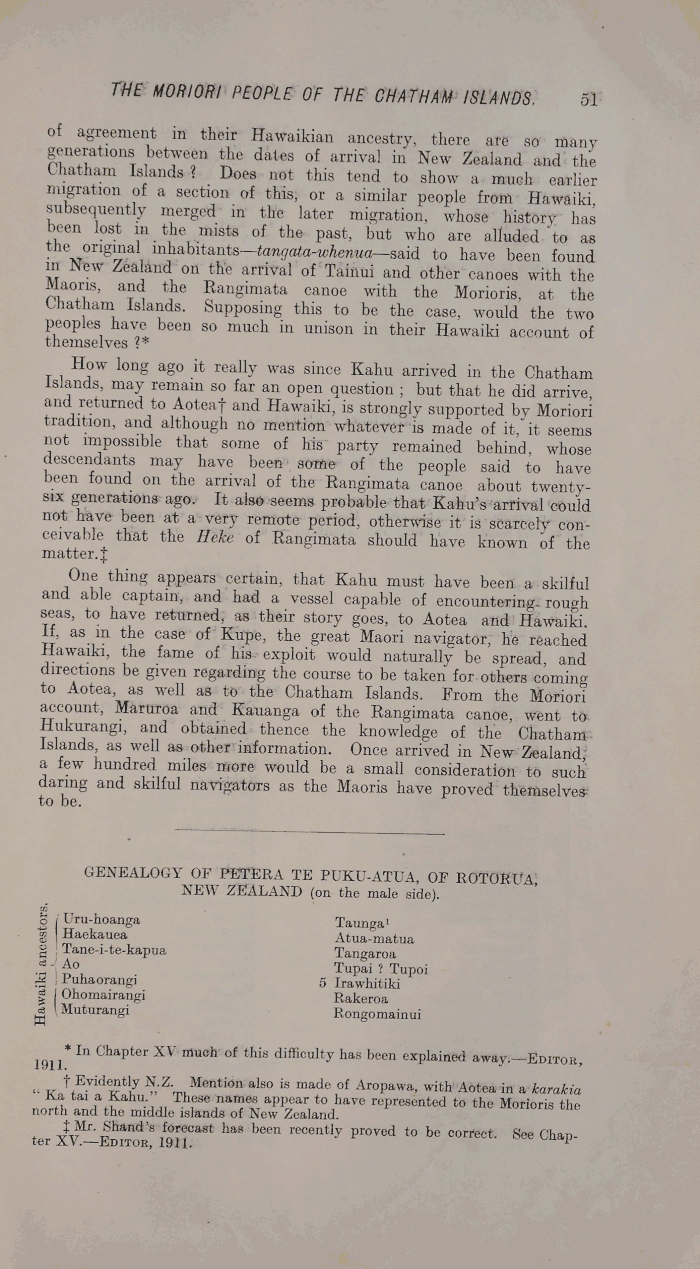 THE MORIORI PEOPLE OF THE CHATHAM ISLANDS. 51
of agreement in their Hawaikian ancestry, there are so many
generations between the dates of arrival in New Zealand and the
Chatham Islands ? Does not this tend to show a much earlier
migration of a section of this, or a similar people from Hawaiki,
subsequently merged in the later migration, whose history has
been lost in the mists of the past, but who are alluded to as
the original inhabitants—tangata-whenua—said to have been found
in New Zealand on the arrival of Tainui and other canoes with the
Maoris, and the Rangimata canoe with the Morioris, at the
Chatham Islands. Supposing this to be the case, would the two
peoples have been so much in unison in their Hawaiki account of
themselves ?*
How long ago it really was since Kahu arrived in the Chatham
Islands, may remain so far an open question ; but that he did arrive,
and returned to Aotea† and Hawaiki, is strongly supported by Moriori
tradition, and although no mention whatever is made of it, it seems
not impossible that some of his party remained behind, whose
descendants may have been some of the people said to have
been found on the arrival of the Rangimata canoe about twenty-
six generations ago. It also seems probable that Kahu's arrival could
not have been at a very remote period, otherwise it is scarcely con-
ceivable that the Heke of Rangimata should have known of the
matter.‡
One thing appears certain, that Kahu must have been a skilful
and able captain, and had a vessel capable of encountering rough
seas, to have returned, as their story goes, to Aotea and Hawaiki.
If, as in the case of Kupe, the great Maori navigator, he reached
Hawaiki, the fame of his exploit would naturally be spread, and
directions be given regarding the course to be taken for others coming
to Aotea, as well as to the Chatham Islands. From the Moriori
account, Maruroa and Kauanga of the Rangimata canoe, went to
Hukurangi, and obtained thence the knowledge of the Chatham
Islands, as well as other information. Once arrived in New Zealand,
a few hundred miles more would be a small consideration to such
daring and skilful navigators as the Maoris have proved themselves
to be.
GENEALOGY OF PETERA TE PUKU-ATUA, OF ROTORUA,
NEW ZEALAND (on the male side).
Hawaiki ancestors.
Uru-hoanga
Haekauea
Tane-i-te-kapua
Ao
Puhaorangi
Ohomairangi
Muturangi
Taunga¹
Atua-matua
Tangaroa
Tupai ? Tupoi
5 Irawhitiki
Rakeroa
Rongomainui
* In Chapter XV much of this difficulty has been explained away.—EDITOR,
1911.
† Evidently N.Z. Mention also is made of Aropawa, with Aotea in a karakia
" Ka tai a Kahu." These names appear to have represented to the Morioris the
north and the middle islands of New Zealand.
‡ Mr. Shand's forecast has been recently proved to be correct. See Chap-
ter XV.—EDITOR, 1911.